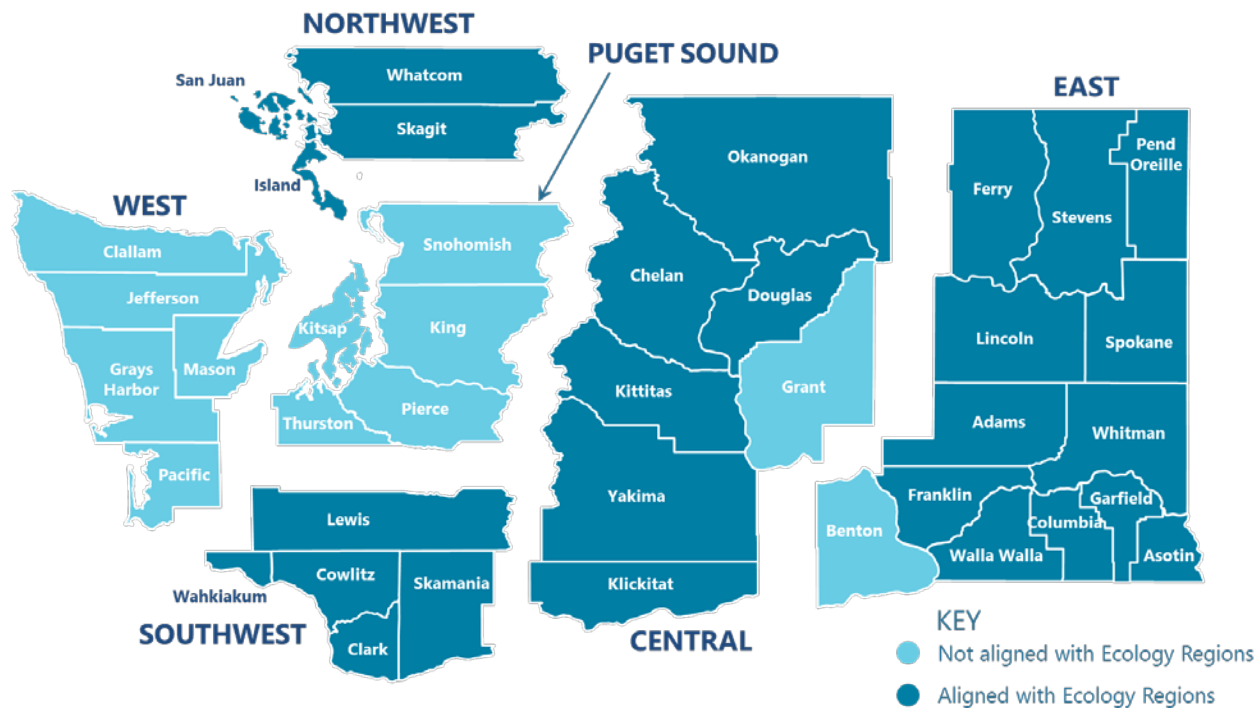 NORTHWEST
San Juan
Whatcom
Skagit
Island
PUGET SOUND
Snohomish
King
Kitsap
Pierce
Thurston
WEST
Clallam
Jefferson
Grays
Harbor
Mason
Pacific
Lewis
Cowlitz
Skamania
Wahkiakum
Clark
SOUTHWEST
Okanogan
Chelan
Douglas
Grant
Kittitas
Yakima
Klickitat
CENTRAL
EAST
Ferry
Stevens
Pend
Oreille
Lincoln
Spokane
Adams
Whitman
Franklin
Garfield
Columbia
Benton
Walla Walla
Asotin
KEY
Not aligned with Ecology Regions
Aligned with Ecology Regions